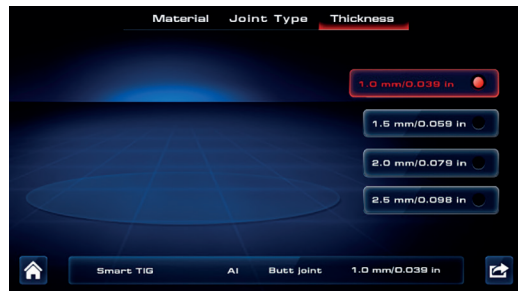 Material Joint Type Thickness
1.0 mm/0.039 in
1.5 mm/0.059 in
2.0 mm/0.079 in
2.5 mm/0.098 in
Smart TIG Al Butt joint 1.0 mm/0.039 in